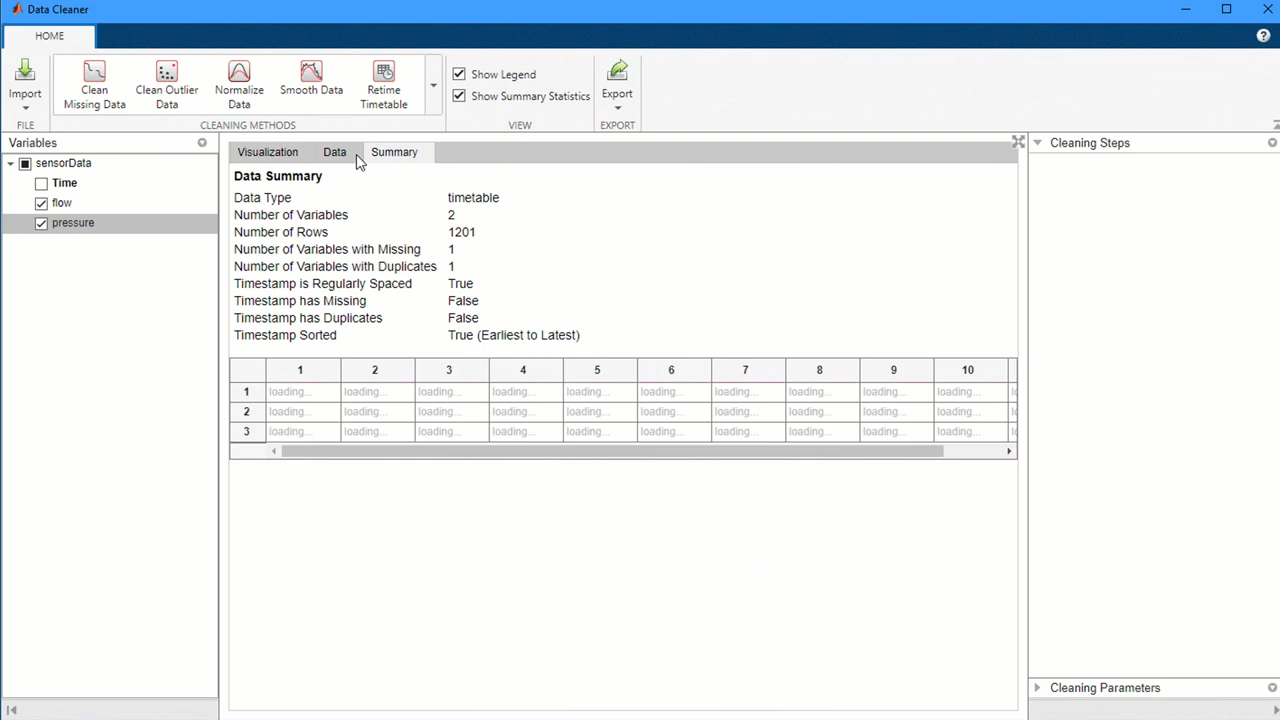 Data Cleaner
HOME
Import
Clean Missing Data
Clean Outlier Data
Normalize Data
Smooth Data
Retime Timetable
Show Legend
Show Summary Statistics
Export
FILE
CLEANING METHODS
VIEW
EXPORT
Variables
sensorData
Time
flow
pressure
Visualization Data Summary
Data Summary
Data Type timetable
Number of Variables 2
Number of Rows 1201
Number of Variables with Missing 1
Number of Variables with Duplicates 1
Timestamp is Regularly Spaced True
Timestamp has Missing False
Timestamp has Duplicates False
Timestamp Sorted True (Earliest to Latest)
1 2 3 4 5 6 7 8 9 10
1 loading... loading... loading... loading... loading... loading... loading... loading... loading... loading...
2 loading... loading... loading... loading... loading... loading... loading... loading... loading... loading...
3 loading... loading... loading... loading... loading... loading... loading... loading... loading... loading...
Cleaning Steps
Cleaning Parameters